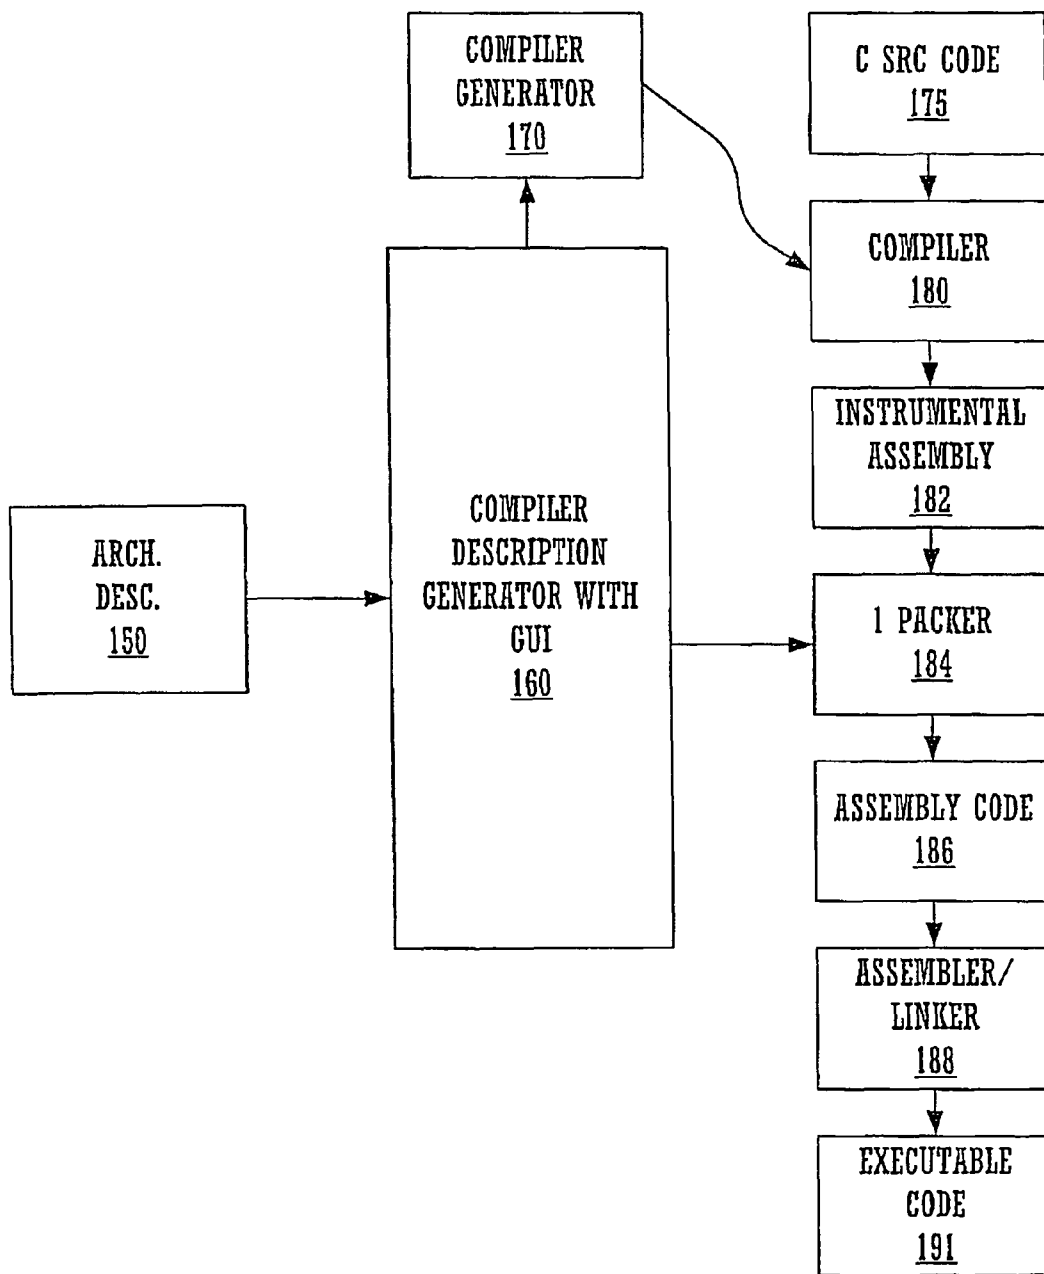 COMPILER
GENERATOR
170
C SRC CODE
175
COMPILER
180
INSTRUMENTAL
ASSEMBLY
182
ARCH.
DESC.
150
COMPILER
DESCRIPTION
GENERATOR WITH
GUI
160
1 PACKER
184
ASSEMBLY CODE
186
ASSEMBLER/
LINKER
188
EXECUTABLE
CODE
191